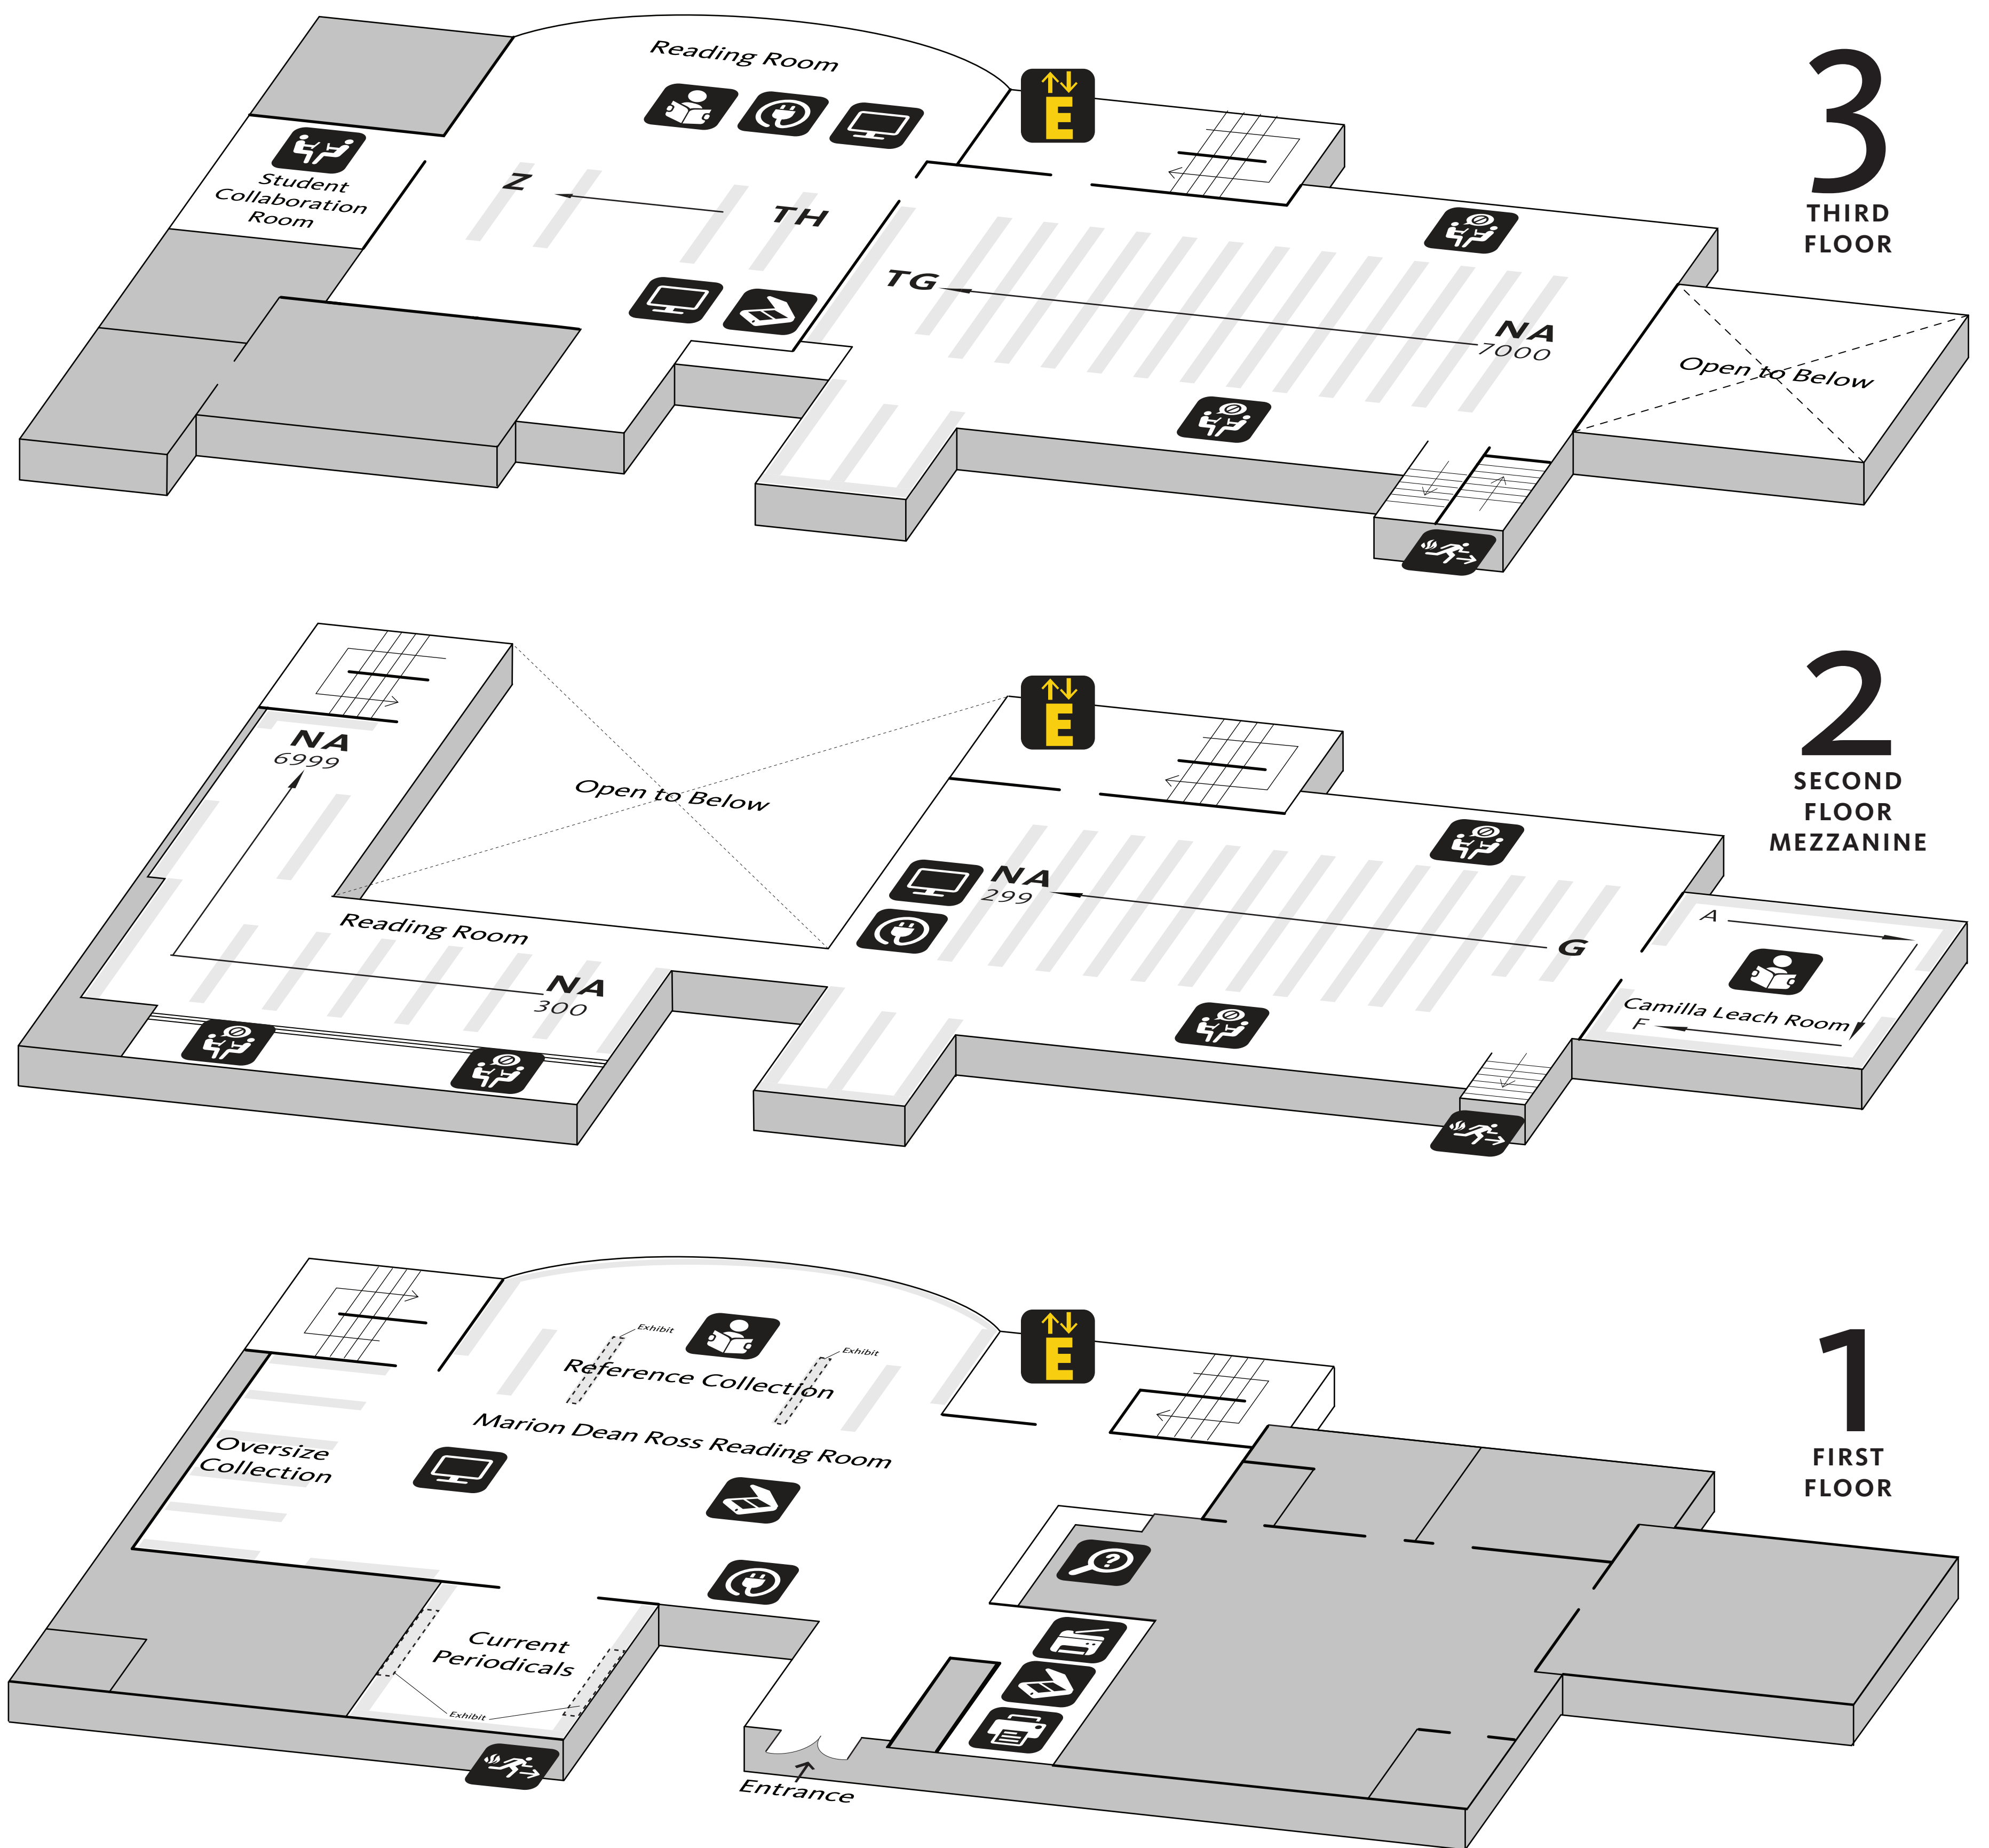 Reading Room
E
3
THIRD
FLOOR
Student
Collaboration
Room
Z
TH
TG
NA
7000
Open to Below
E
2
SECOND
FLOOR
MEZZANINE
NA
6999
Open to Below
NA
299
G
A
Reading Room
NA
300
Camilla Leach Room
F
E
1
FIRST
FLOOR
Exhibit
Exhibit
Reference Collection
Marion Dean Ross Reading Room
Oversize
Collection
?
Current
Periodicals
Exhibit
Entrance